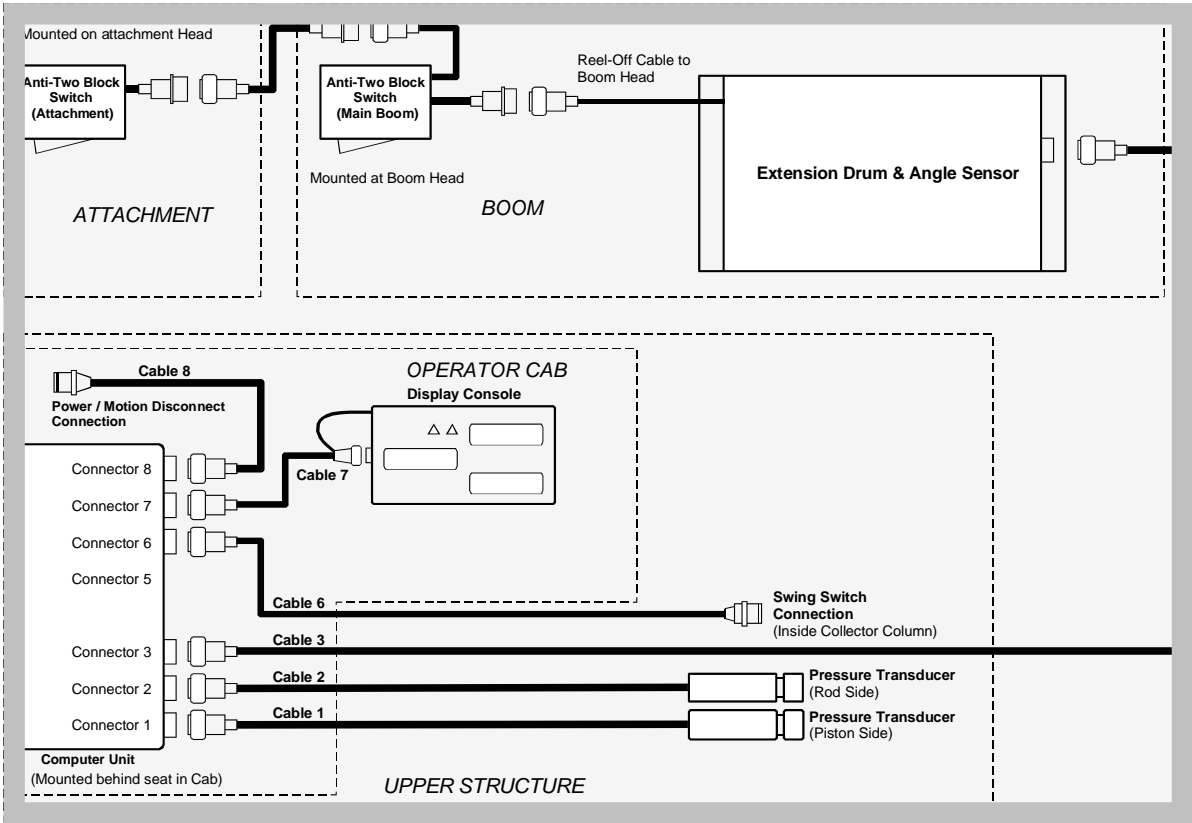 Mounted on attachment Head
Anti-Two Block
Switch
(Attachment)
ATTACHMENT
Anti-Two Block
Switch
(Main Boom)
Mounted at Boom Head
BOOM
Reel-Off Cable to
Boom Head
Extension Drum & Angle Sensor
OPERATOR CAB
Display Console
Cable 8
Power / Motion Disconnect
Connection
Cable 7
Connector 8
Connector 7
Connector 6
Connector 5
Connector 3
Connector 2
Connector 1
Cable 6
Cable 3
Cable 2
Cable 1
Swing Switch
Connection
(Inside Collector Column)
Pressure Transducer
(Rod Side)
Pressure Transducer
(Piston Side)
Computer Unit
(Mounted behind seat in Cab)
UPPER STRUCTURE